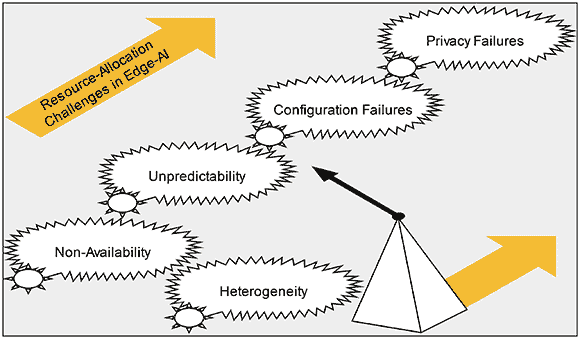 Resource-Allocation
Challenges in Edge-AI
Privacy Failures
Configuration Failures
Unpredictability
Non-Availability
Heterogeneity